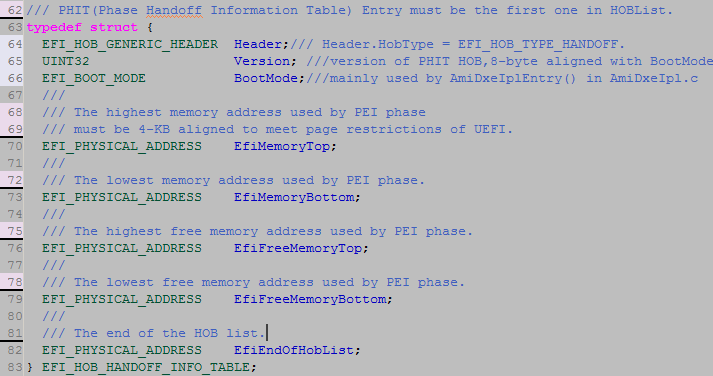 62 /// PHIT(Phase Handoff Information Table) Entry must be the first one in HOBList.
63 typedef struct {
64   EFI_HOB_GENERIC_HEADER  Header;/// Header.HobType = EFI_HOB_TYPE_HANDOFF.
65   UINT32                  Version; ///version of PHIT HOB,8-byte aligned with BootMode
66   EFI_BOOT_MODE           BootMode;///mainly used by AmiDxeIplEntry() in AmiDxeIpl.c
67   ///
68   /// The highest memory address used by PEI phase
69   /// must be 4-KB aligned to meet page restrictions of UEFI.
70   EFI_PHYSICAL_ADDRESS    EfiMemoryTop;
71   ///
72   /// The lowest memory address used by PEI phase.
73   EFI_PHYSICAL_ADDRESS    EfiMemoryBottom;
74   ///
75   /// The highest free memory address used by PEI phase.
76   EFI_PHYSICAL_ADDRESS    EfiFreeMemoryTop;
77   ///
78   /// The lowest free memory address used by PEI phase.
79   EFI_PHYSICAL_ADDRESS    EfiFreeMemoryBottom;
80   ///
81   /// The end of the HOB list.
82   EFI_PHYSICAL_ADDRESS    EfiEndOfHobList;
83 } EFI_HOB_HANDOFF_INFO_TABLE;